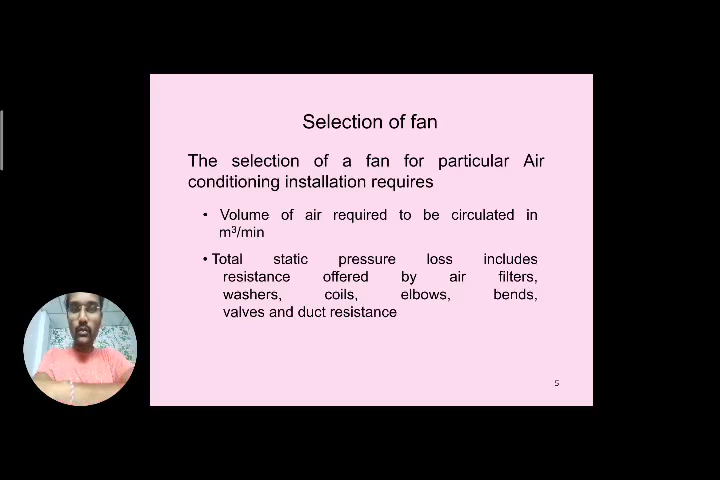 Selection of fan
The selection of a fan for particular Air
conditioning installation requires
• Volume of air required to be circulated in
m³/min
• Total static pressure loss includes
resistance offered by air filters,
washers, coils, elbows, bends,
valves and duct resistance
5